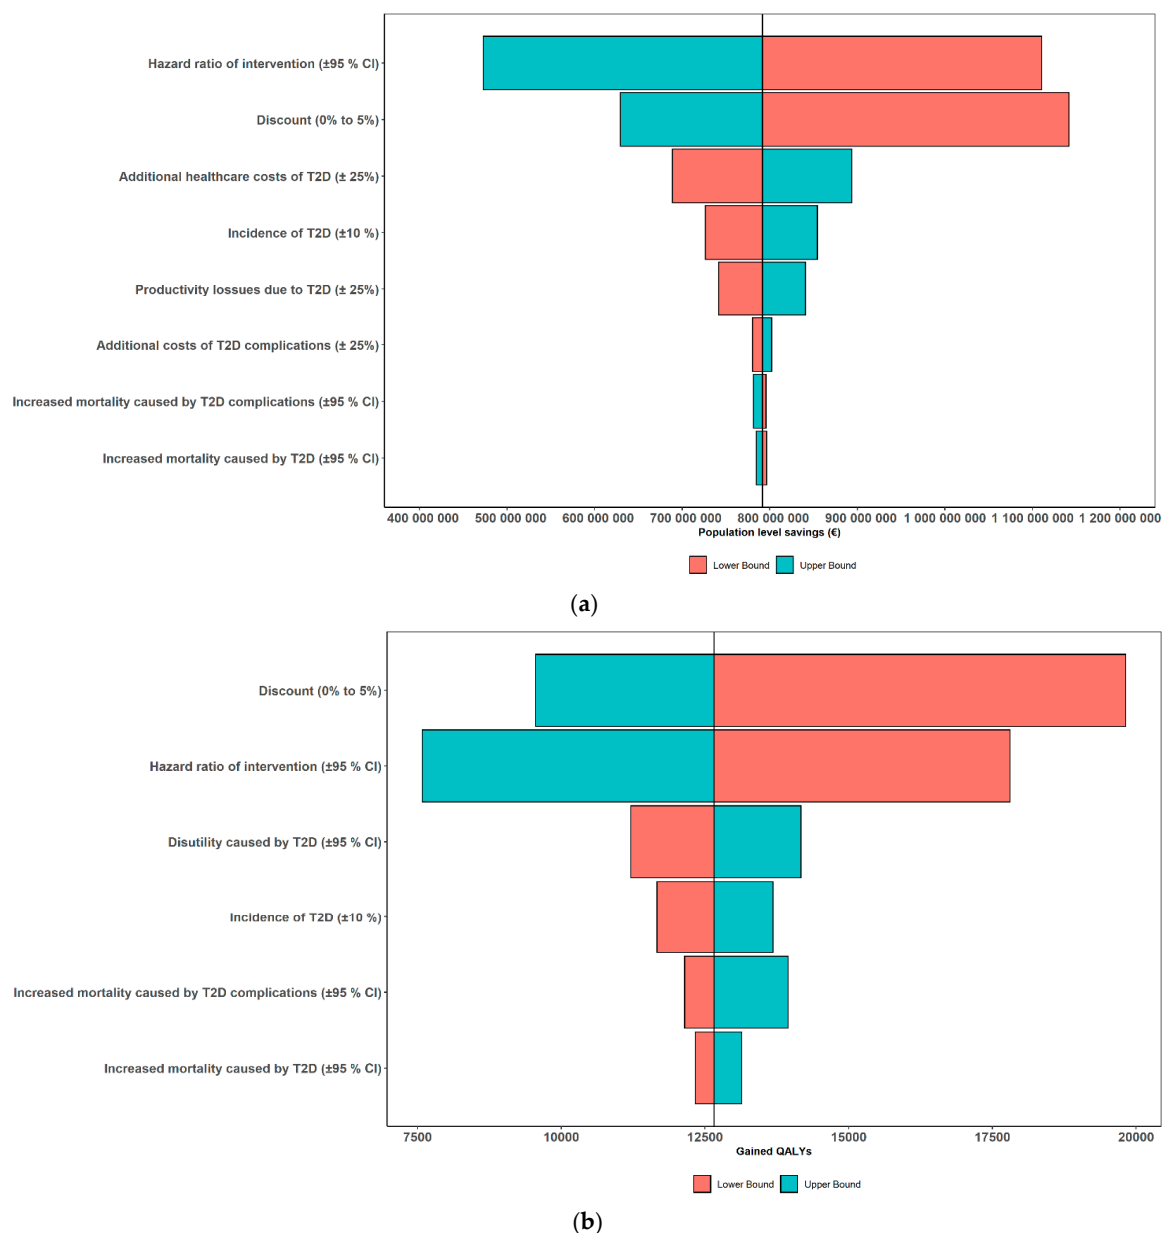 Hazard ratio of intervention (±95 % CI)
Discount (0% to 5%)
Additional healthcare costs of T2D (± 25%)
Incidence of T2D (±10 %)
Productivity lossues due to T2D (± 25%)
Additional costs of T2D complications (± 25%)
Increased mortality caused by T2D complications (±95 % CI)
Increased mortality caused by T2D (±95 % CI)
400 000 000 500 000 000 600 000 000 700 000 000 800 000 000 900 000 000 1 000 000 000 1 100 000 000 1 200 000 000
Population level savings (€)
Lower Bound Upper Bound
(a)
Discount (0% to 5%)
Hazard ratio of intervention (±95 % CI)
Disutility caused by T2D (±95 % CI)
Incidence of T2D (±10 %)
Increased mortality caused by T2D complications (±95 % CI)
Increased mortality caused by T2D (±95 % CI)
7500 10000 12500 15000 17500 20000
Gained QALYs
Lower Bound Upper Bound
(b)